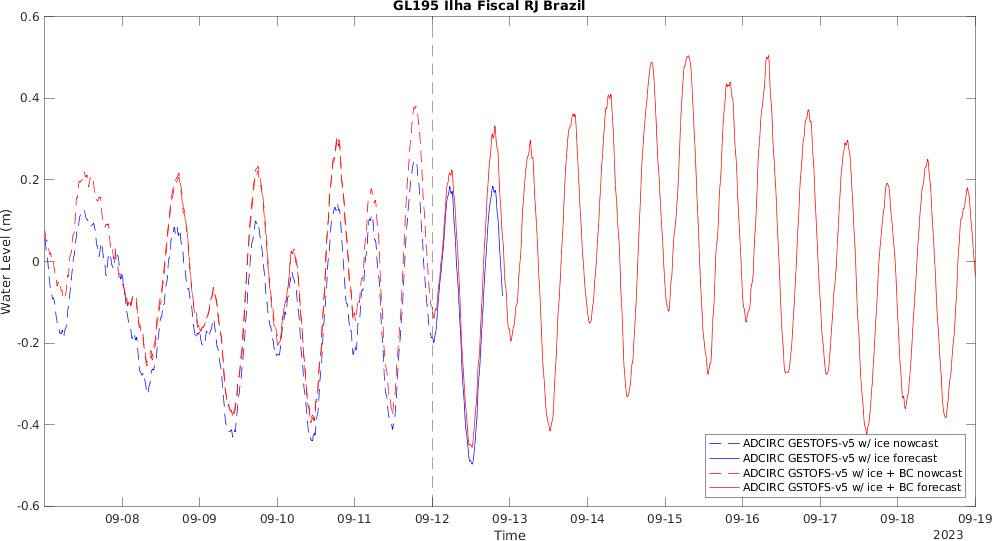 GL195 Ilha Fiscal RJ Brazil
Water Level (m)
0.6
0.4
0.2
0
-0.2
-0.4
-0.6
09-08 09-09 09-10 09-11 09-12 09-13 09-14 09-15 09-16 09-17 09-18 09-19
Time
2023
ADCIRC GESTOFS-v5 w/ ice nowcast
ADCIRC GESTOFS-v5 w/ ice forecast
ADCIRC GSTOFS-v5 w/ ice + BC nowcast
ADCIRC GSTOFS-v5 w/ ice + BC forecast